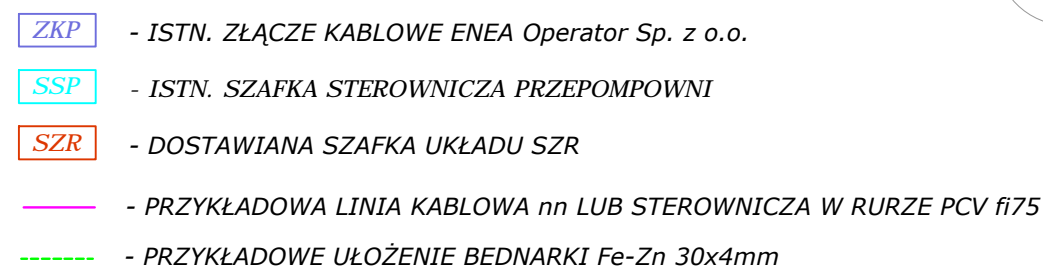 ZKP - ISTN. ZŁĄCZE KABLOWE ENEA Operator Sp. z o.o.
SSP - ISTN. SZAFKA STEROWNICZA PRZEPOMPOWNI
SZR - DOSTAWIANA SZAFKA UKŁADU SZR
- PRZYKŁADOWA LINIA KABLOWA nn LUB STEROWNICZA W RURZE PCV fi75
- PRZYKŁADOWE UŁOŻENIE BEDNARKI Fe-Zn 30x4mm